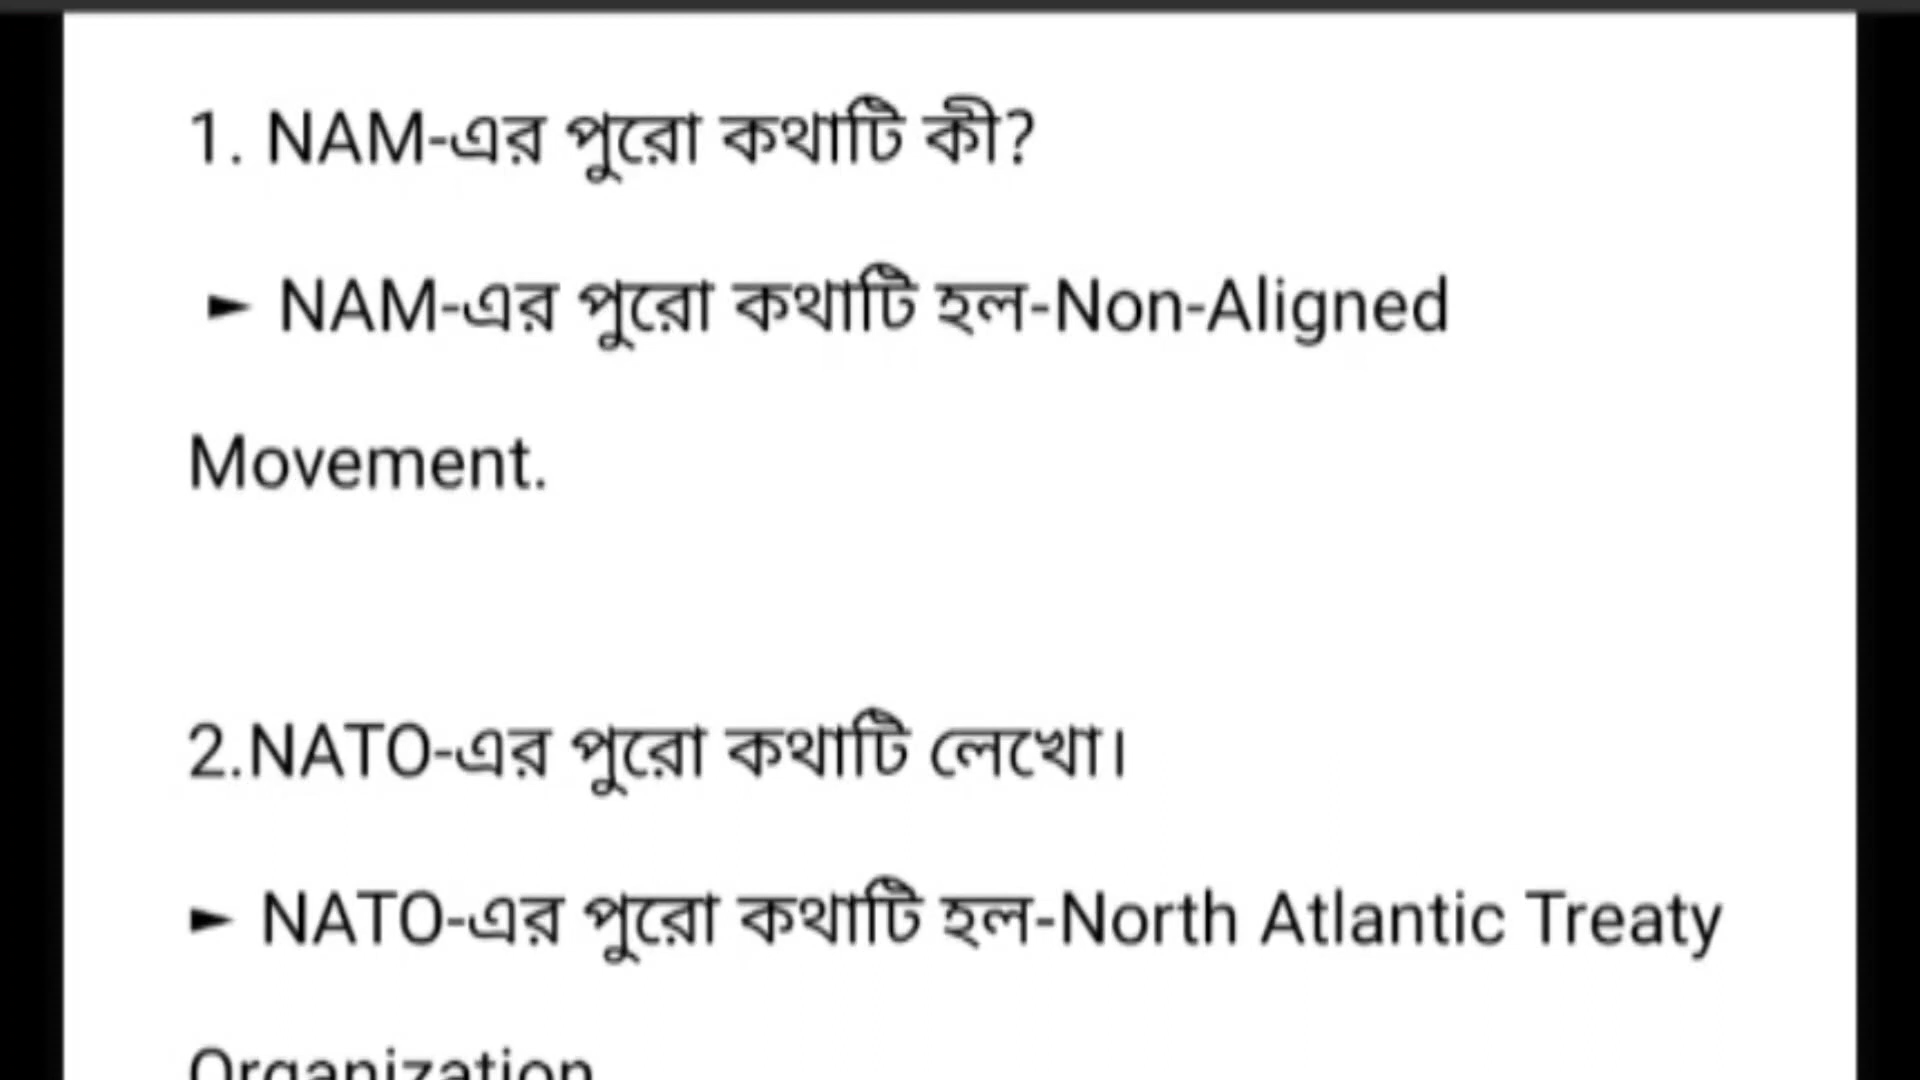 1. NAM-এর পুরো কথাটি কী?
► NAM-এর পুরো কথাটি হল-Non-Aligned
Movement.
2.NATO-এর পুরো কথাটি লেখো।
► NATO-এর পুরো কথাটি হল-North Atlantic Treaty
Organization